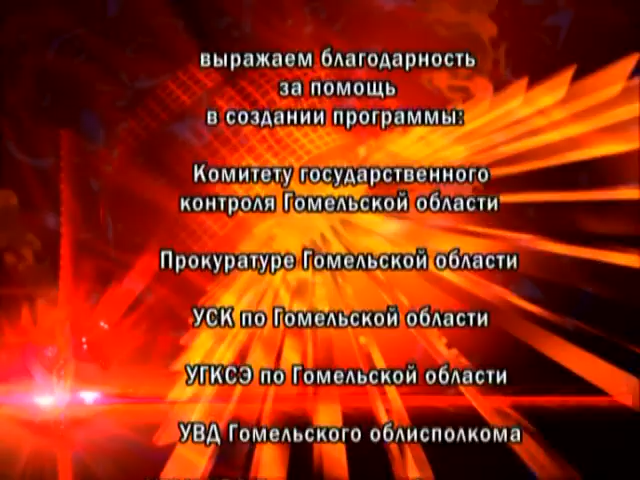 выражаем благодарность
за помощь
в создании программы:
Комитету государственного
контроля Гомельской области
Прокуратуре Гомельской области
УСК по Гомельской области
УГКСЭ по Гомельской области
УВД Гомельского облисполкома